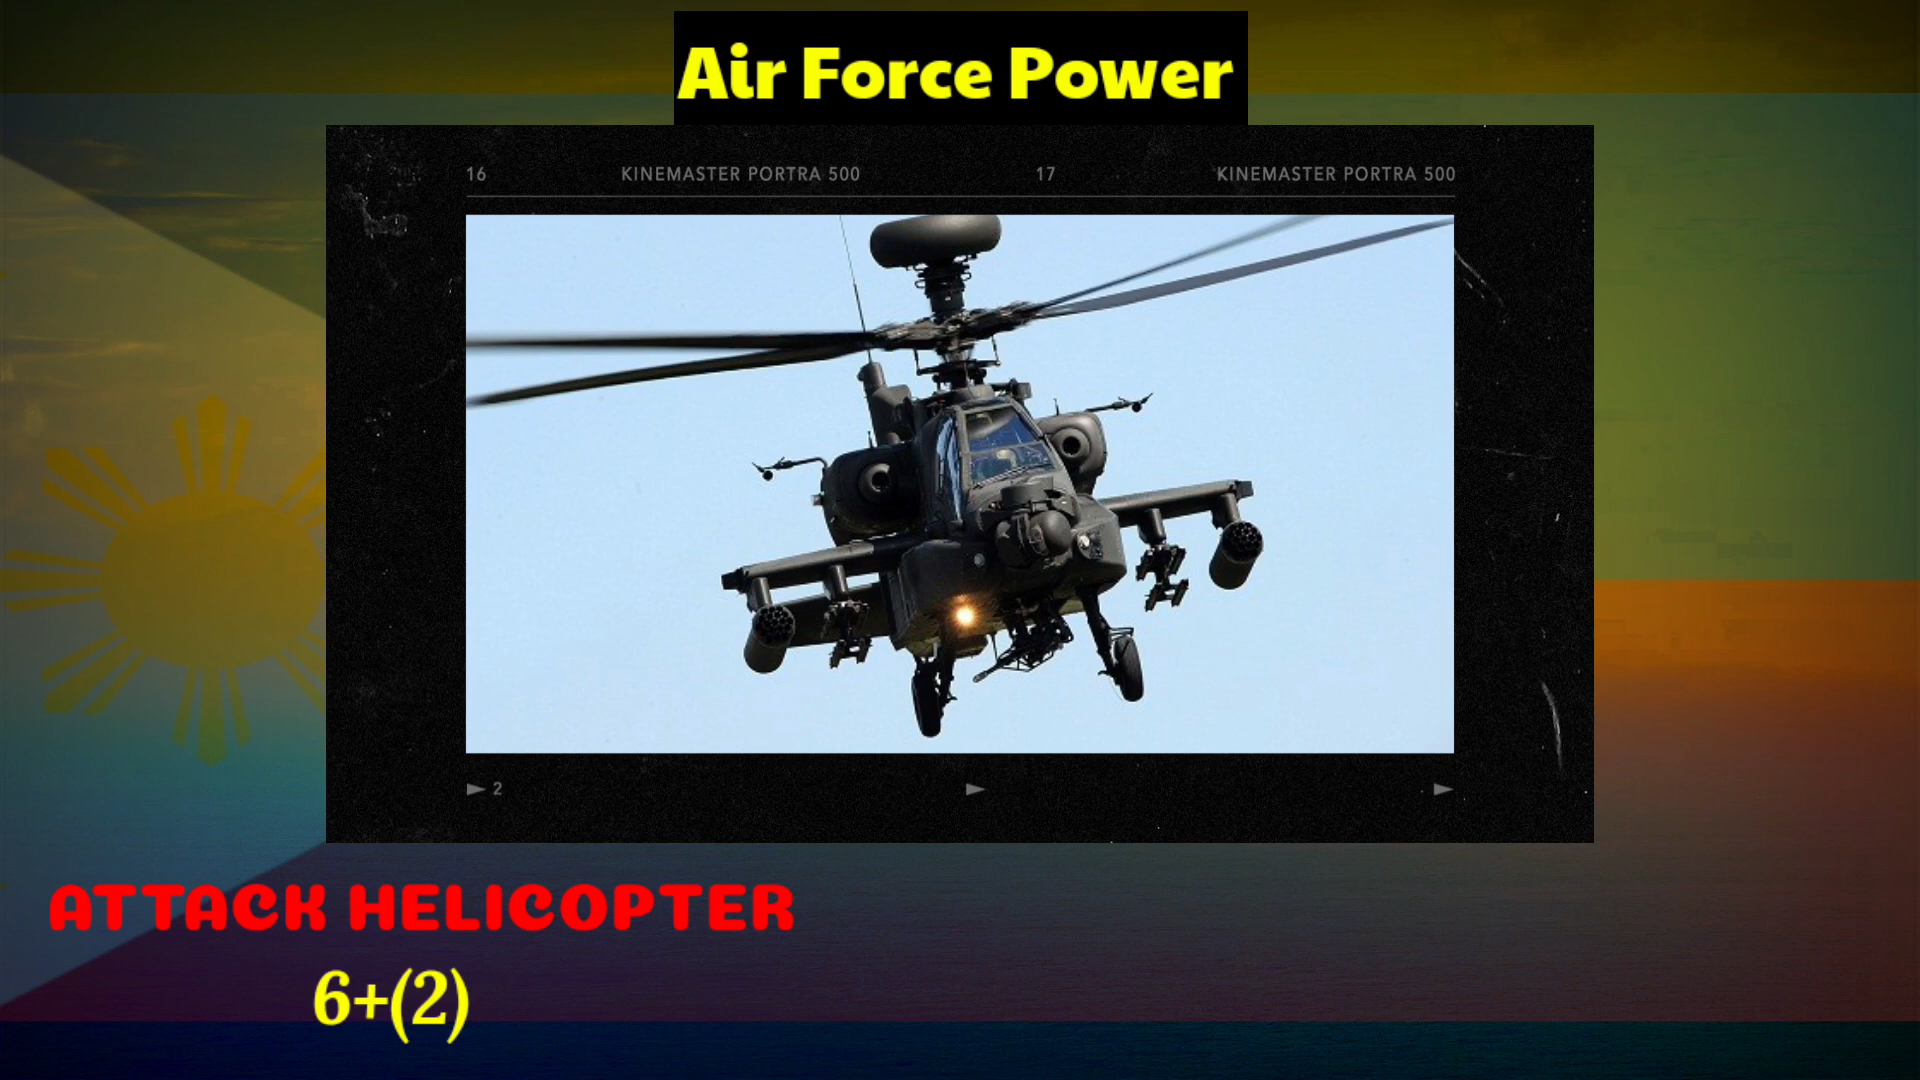 Air Force Power
16 KINEMASTER PORTRA 500 17 KINEMASTER PORTRA 500
2
ATTACK HELICOPTER
6+(2)